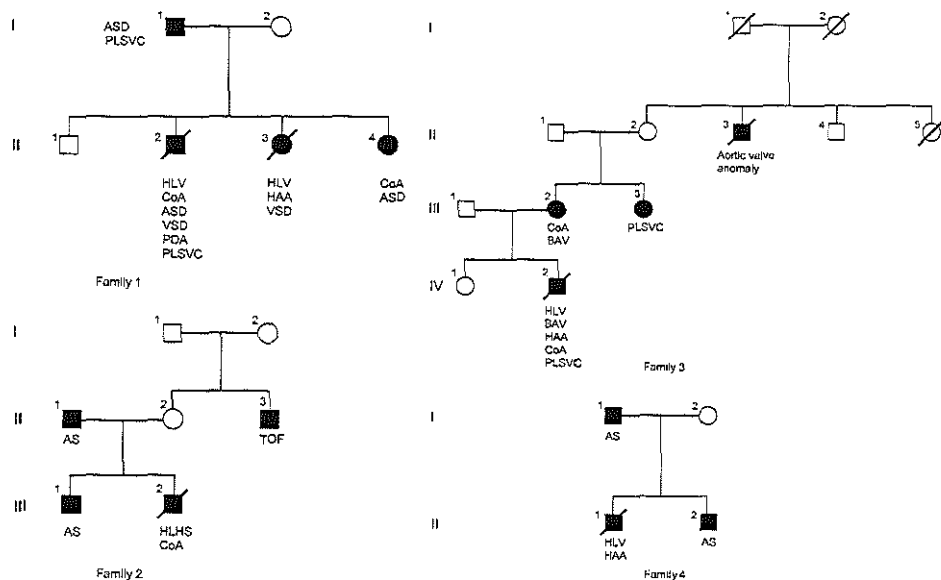 I
1
2
ASD
PLSVC
II
1
2
3
4
HLV
CoA
ASD
VSD
PDA
PLSVC
HLV
HAA
VSD
CoA
ASD
Family 1
I
1
2
II
1
2
3
AS
TOF
III
1
2
AS
HLHS
CoA
Family 2
I
1
2
II
1
2
3
4
5
Aortic valve
anomaly
III
1
2
3
CoA
BAV
PLSVC
IV
1
2
HLV
BAV
HAA
CoA
PLSVC
Family 3
I
1
2
AS
II
1
2
HLV
HAA
AS
Family 4